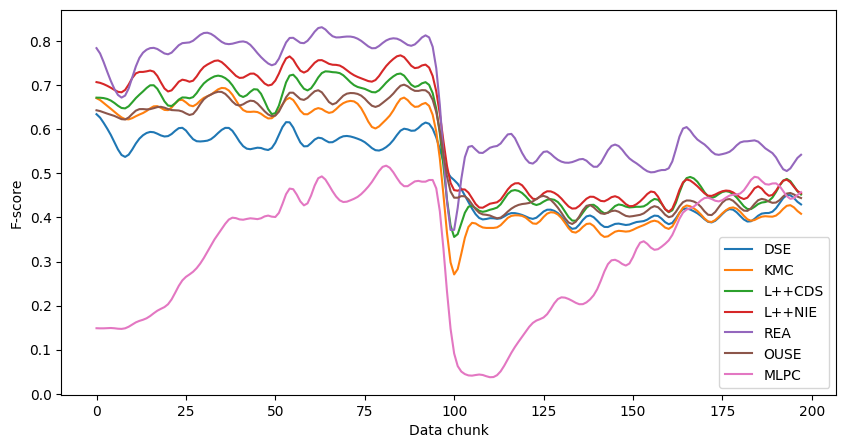 F-score
0.8
0.7
0.6
0.5
0.4
0.3
0.2
0.1
0.0
0 25 50 75 100 125 150 175 200
Data chunk
DSE
KMC
L++CDS
L++NIE
REA
OUSE
MLPC